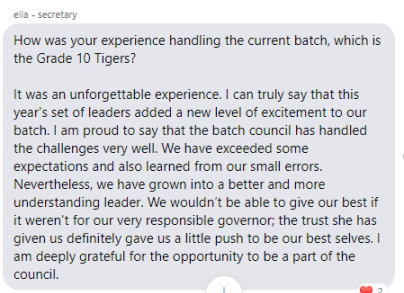 elia - secretary
How was your experience handling the current batch, which is
the Grade 10 Tigers?
It was an unforgettable experience. I can truly say that this
year's set of leaders added a new level of excitement to our
batch. I am proud to say that the batch council has handled
the challenges very well. We have exceeded some
expectations and also learned from our small errors.
Nevertheless, we have grown into a better and more
understanding leader. We wouldn't be able to give our best if
it weren't for our very responsible governor; the trust she has
given us definitely gave us a little push to be our best selves. I
am deeply grateful for the opportunity to be a part of the
council.
2